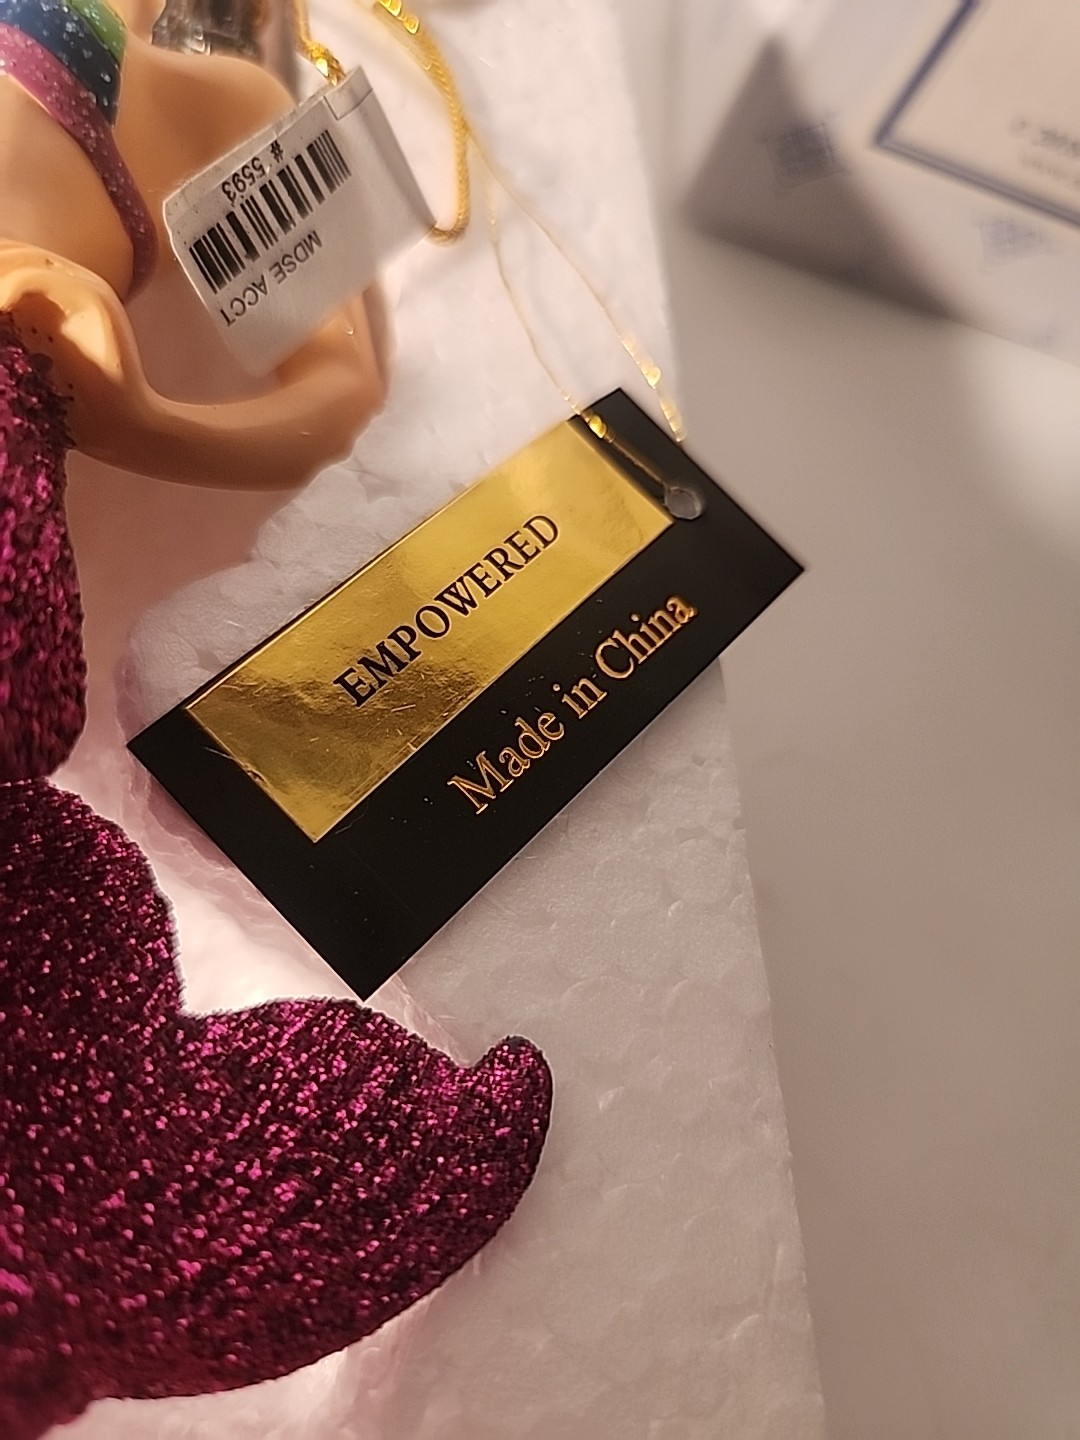 # 5593
MDSE ACCT
EMPOWERED
Made in China